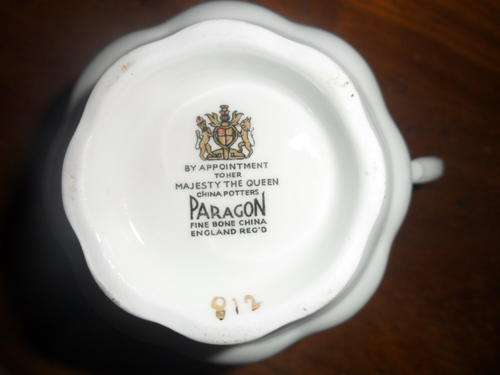 BY APPOINTMENT
TO HER
MAJESTY THE QUEEN
CHINA POTTERS
PARAGON
FINE BONE CHINA
ENGLAND REG'D
812